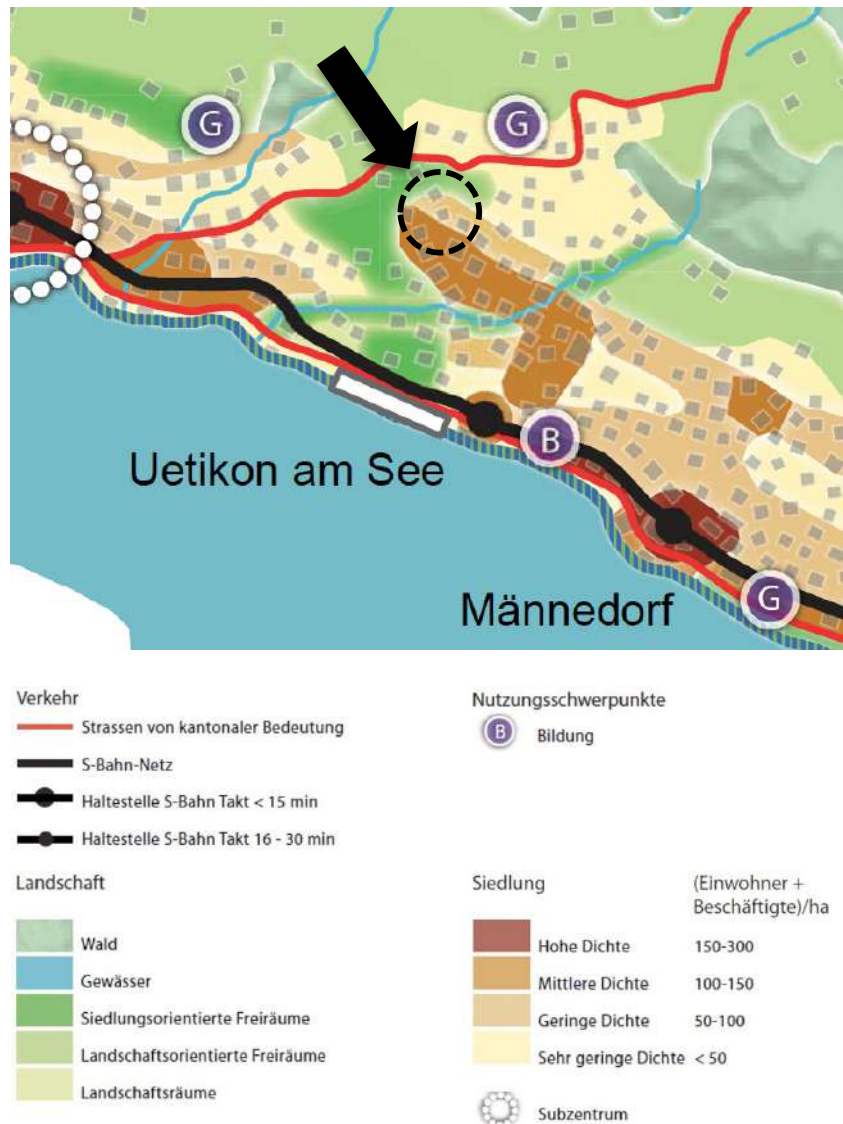 G
G
B
Uetikon am See
Männedorf
G
Verkehr
Strassen von kantonaler Bedeutung
S-Bahn-Netz
Haltestelle S-Bahn Takt < 15 min
Haltestelle S-Bahn Takt 16 - 30 min
Nutzungsschwerpunkte
B Bildung
Landschaft
Wald
Gewässer
Siedlungsorientierte Freiräume
Landschaftsorientierte Freiräume
Landschaftsräume
Siedlung (Einwohner +
Beschäftigte)/ha
Hohe Dichte 150-300
Mittlere Dichte 100-150
Geringe Dichte 50-100
Sehr geringe Dichte < 50
Subzentrum